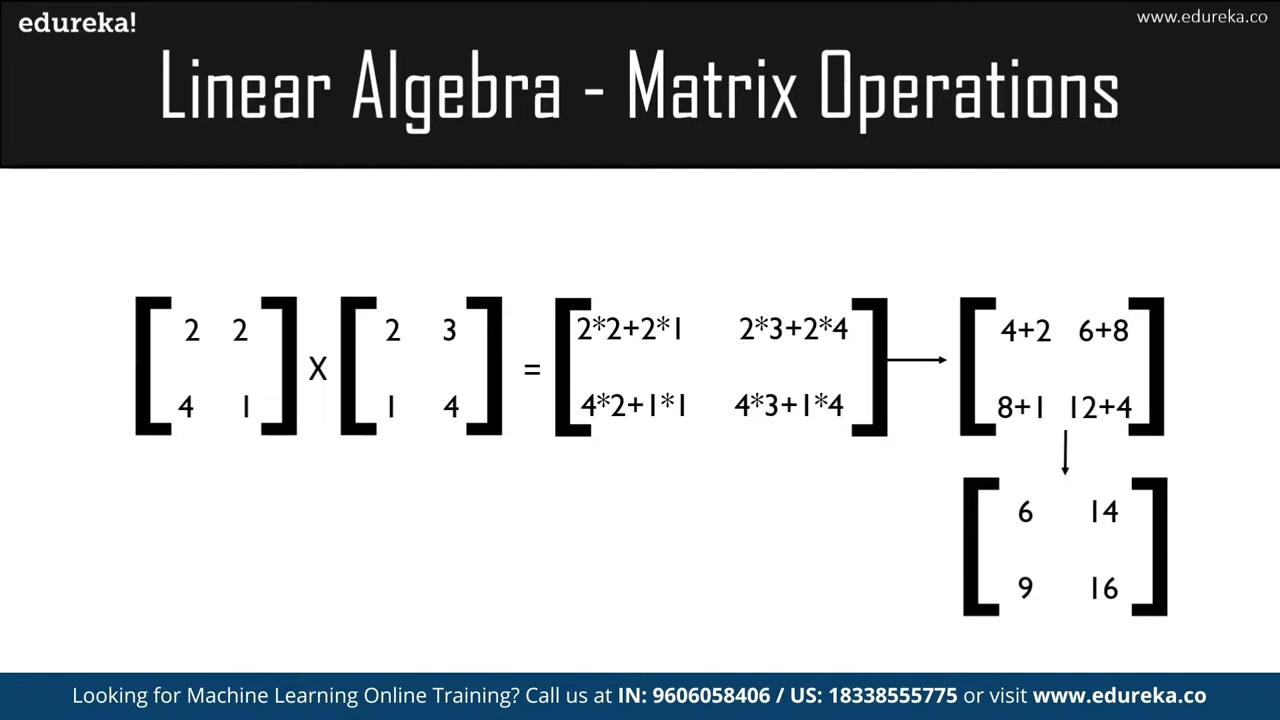 edureka!
www.edureka.co
Linear Algebra - Matrix Operations
2 2 2 3 2*2+2*1 2*3+2*4 4+2 6+8
X =
4 1 1 4 4*2+1*1 4*3+1*4 8+1 12+4
6 14
9 16
Looking for Machine Learning Online Training? Call us at IN: 9606058406 / US: 18338555775 or visit www.edureka.co